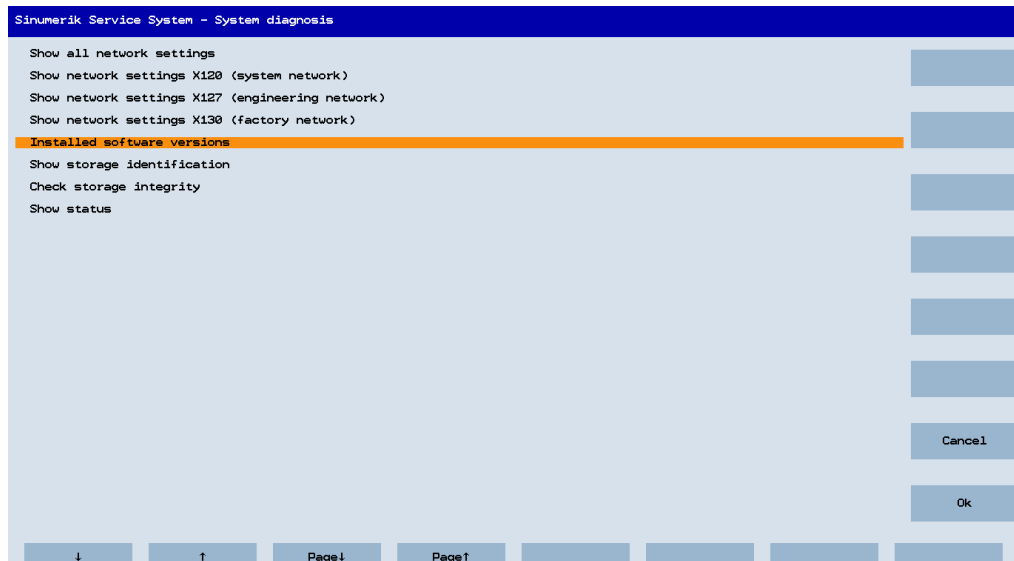 Sinumerik Service System - System diagnosis
Show all network settings
Show network settings X120 (system network)
Show network settings X127 (engineering network)
Show network settings X130 (factory network)
Installed software versions
Show storage identification
Check storage integrity
Show status
Cancel
Ok
↓ ↑ Page↓ Page↑